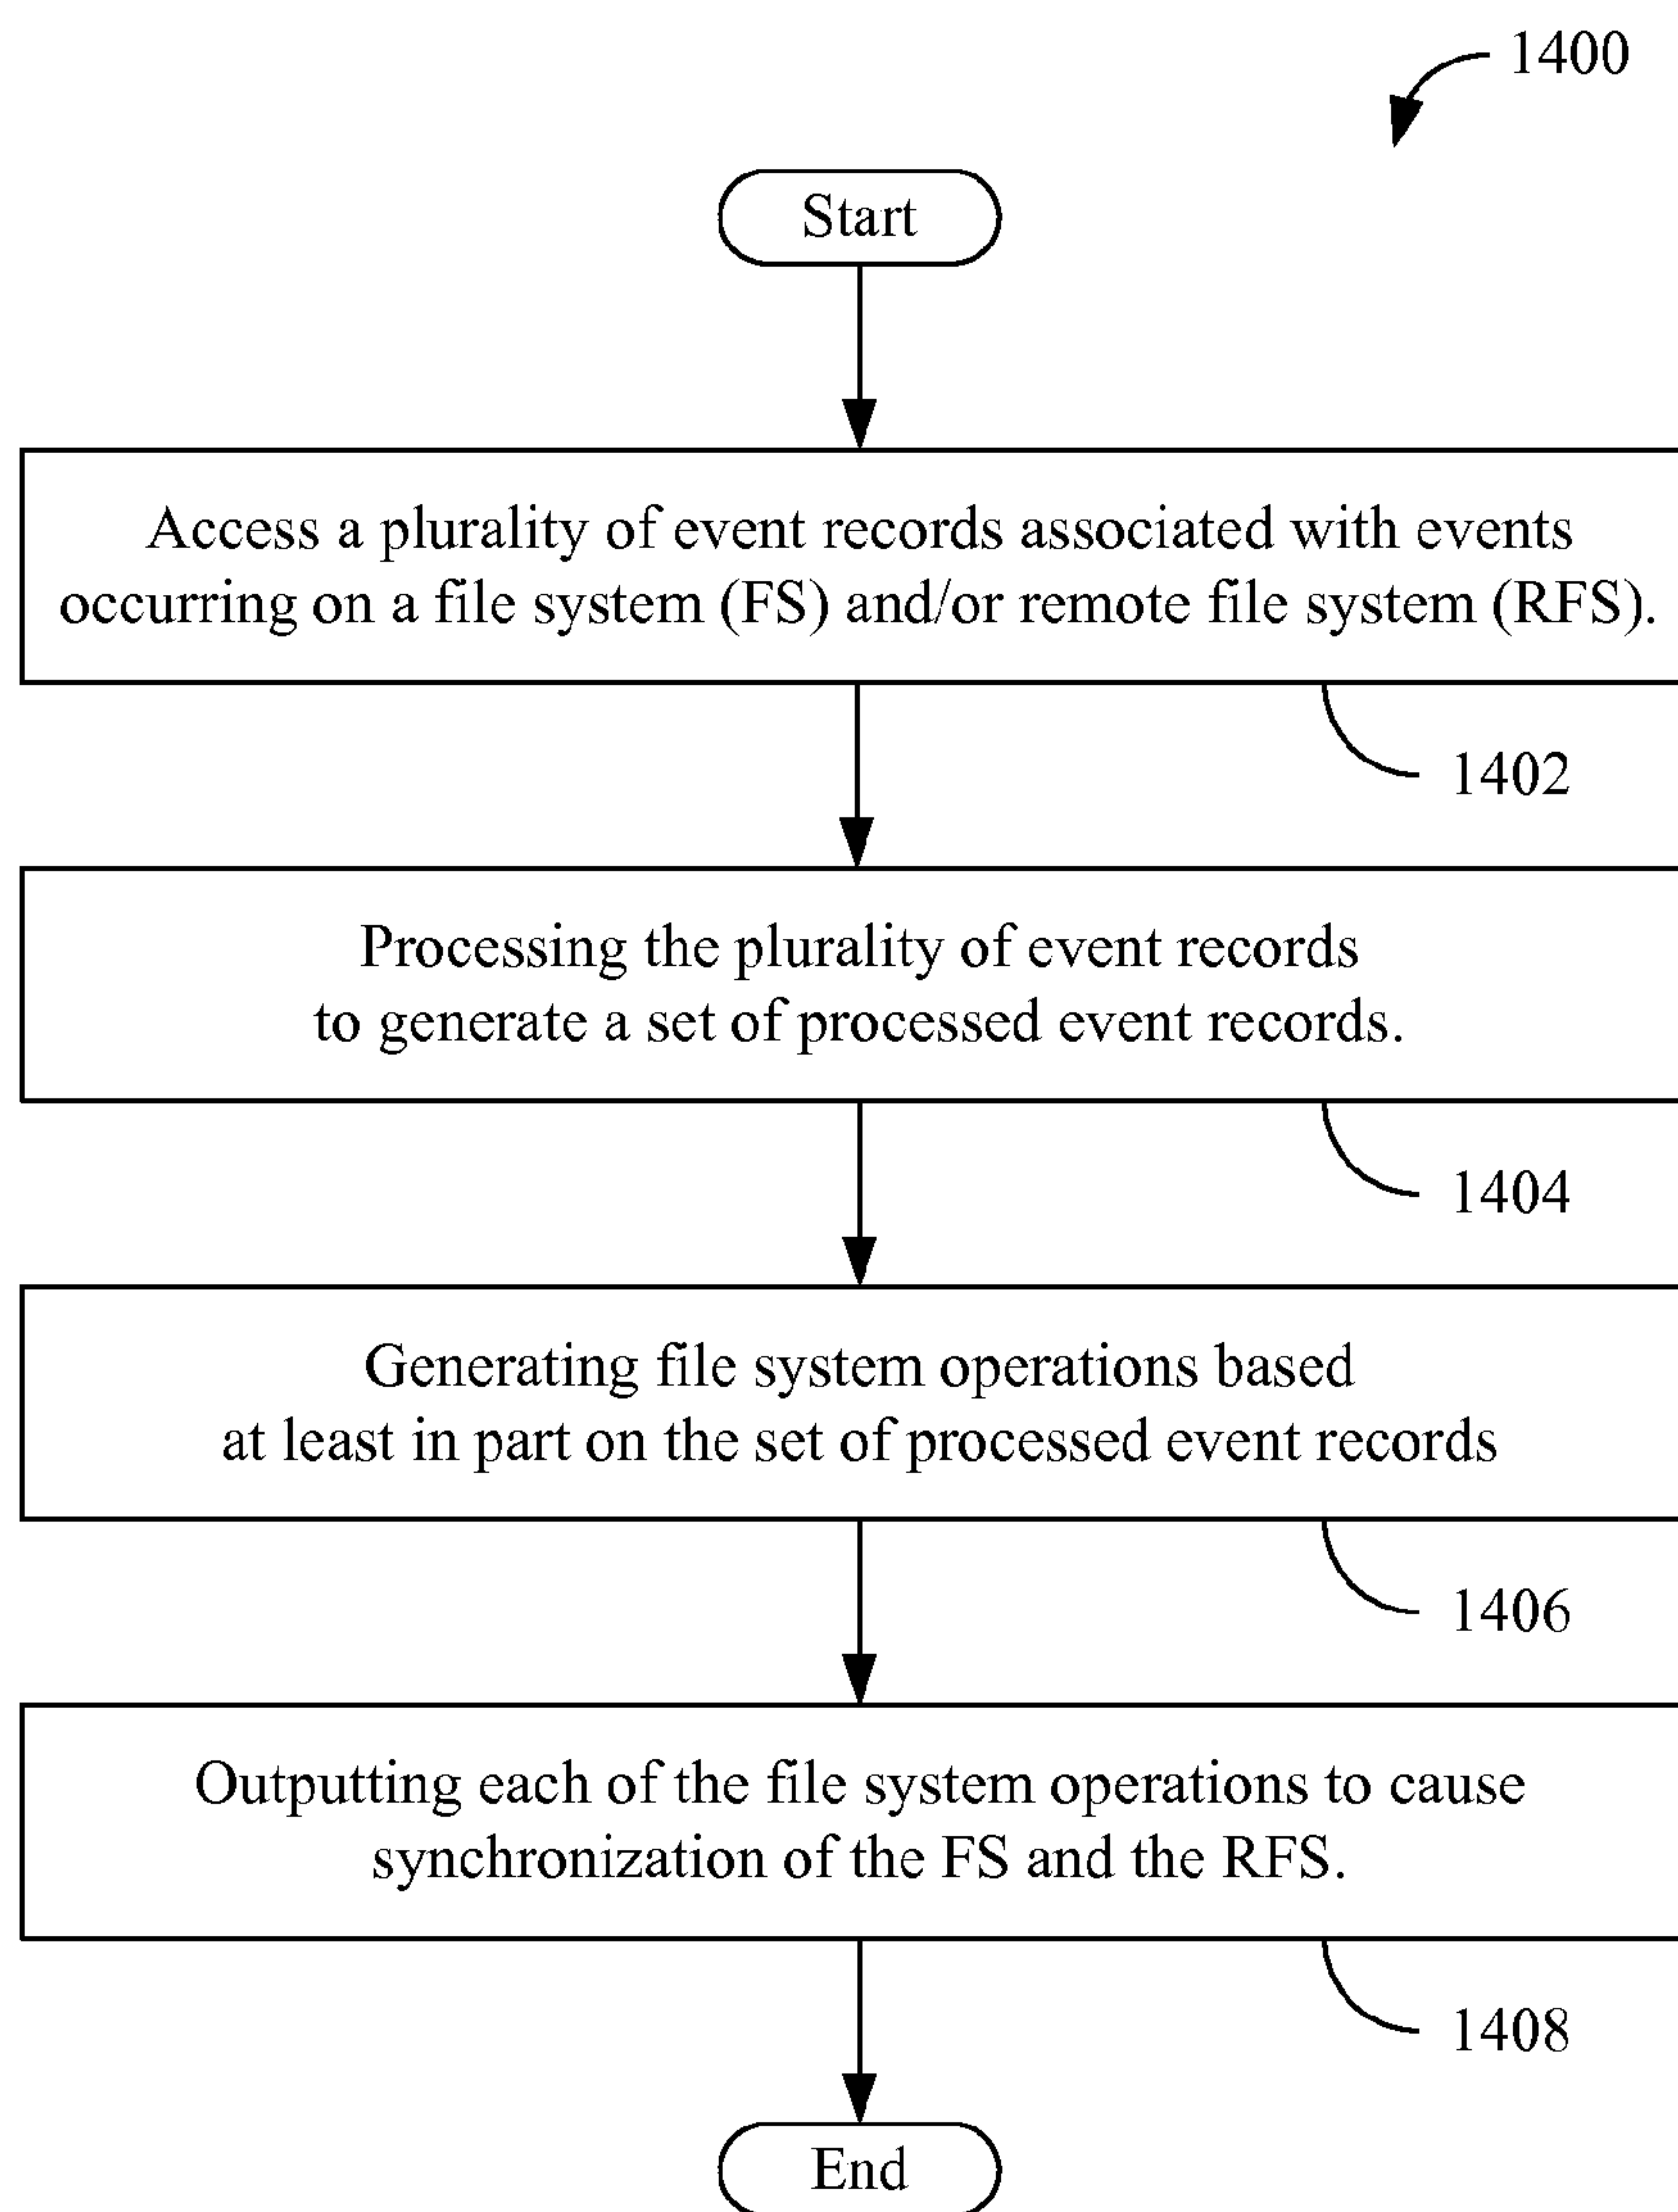 1400
Start
Access a plurality of event records associated with events
occurring on a file system (FS) and/or remote file system (RFS).
1402
Processing the plurality of event records
to generate a set of processed event records.
1404
Generating file system operations based
at least in part on the set of processed event records
1406
Outputting each of the file system operations to cause
synchronization of the FS and the RFS.
1408
End